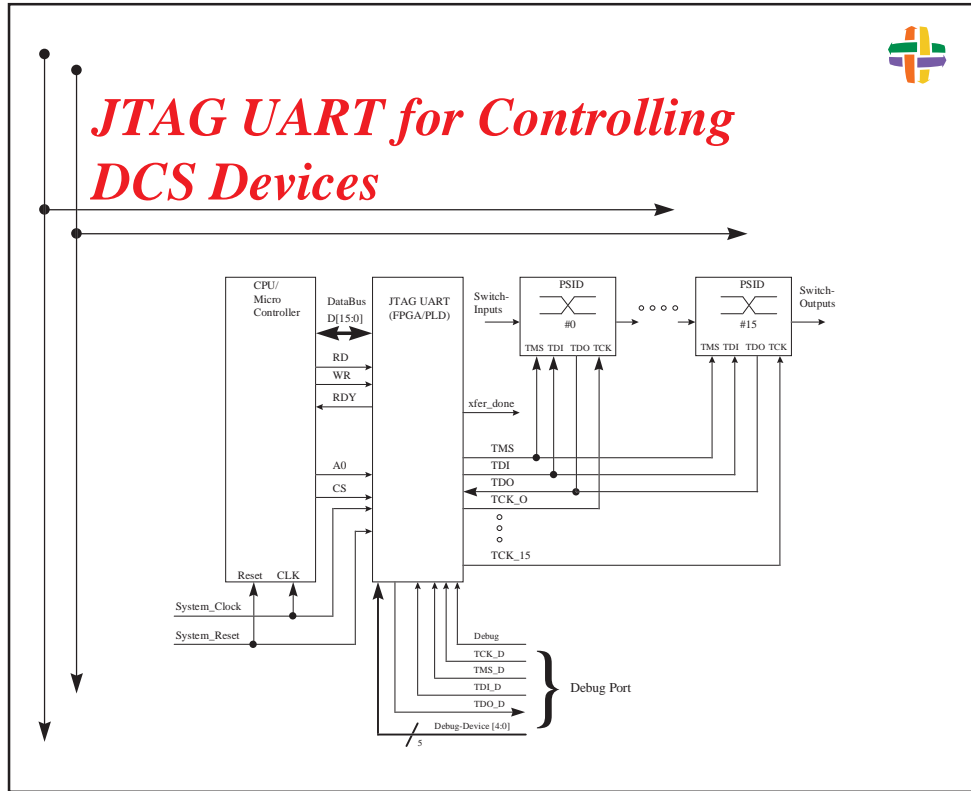 JTAG UART for Controlling
DCS Devices
CPU/
Micro
Controller
DataBus
D[15:0]
JTAG UART
(FPGA/PLD)
Switch-
Inputs
PSID
#0
TMS TDI TDO TCK
PSID
#15
TMS TDI TDO TCK
Switch-
Outputs
RD
WR
RDY
xfer_done
A0
CS
TMS
TDI
TDO
TCK_O
TCK_15
Reset CLK
System_Clock
System_Reset
Debug
TCK_D
TMS_D
TDI_D
TDO_D
Debug-Device [4:0]
5
Debug Port